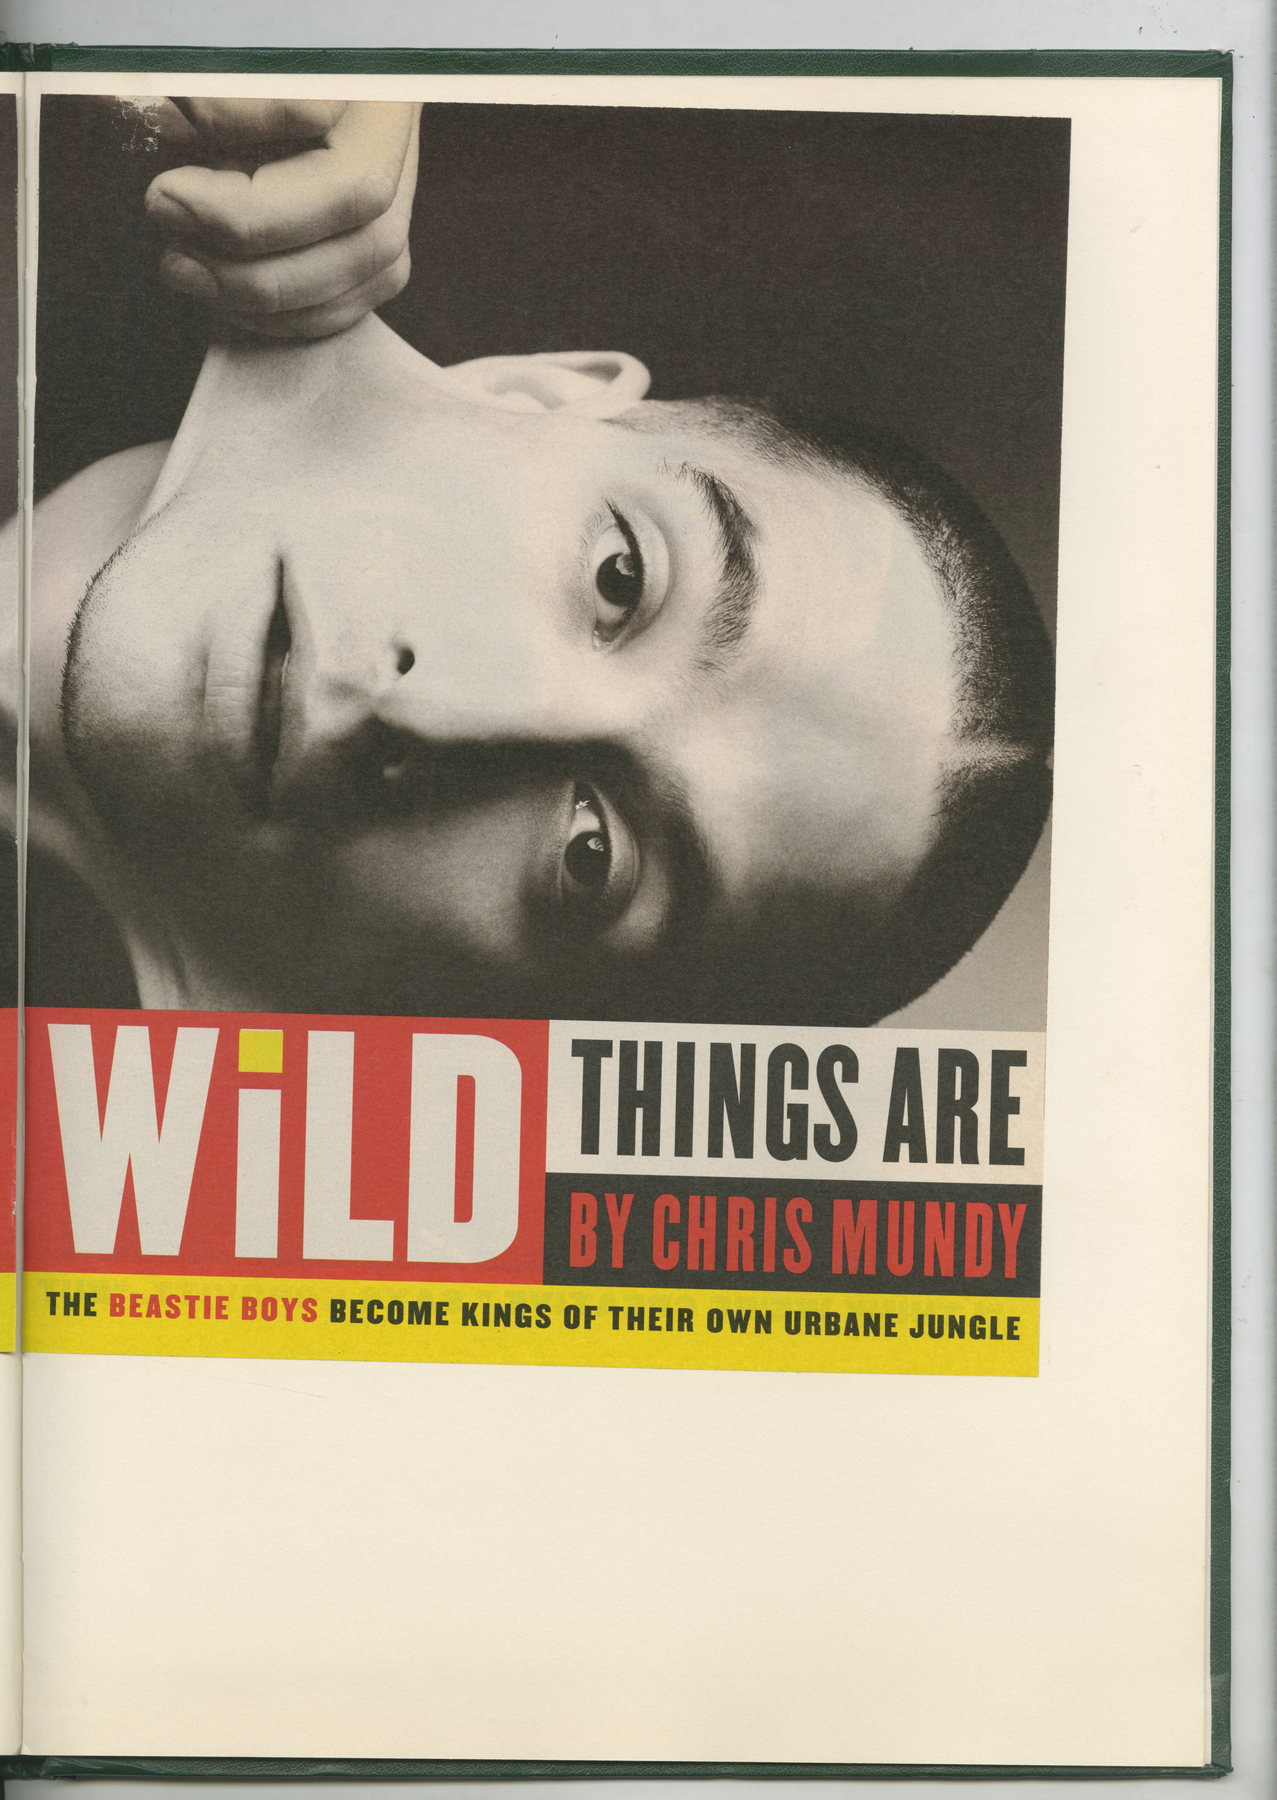 WiLD
THINGS ARE
BY CHRIS MUNDY
THE BEASTIE BOYS BECOME KINGS OF THEIR OWN URBANE JUNGLE